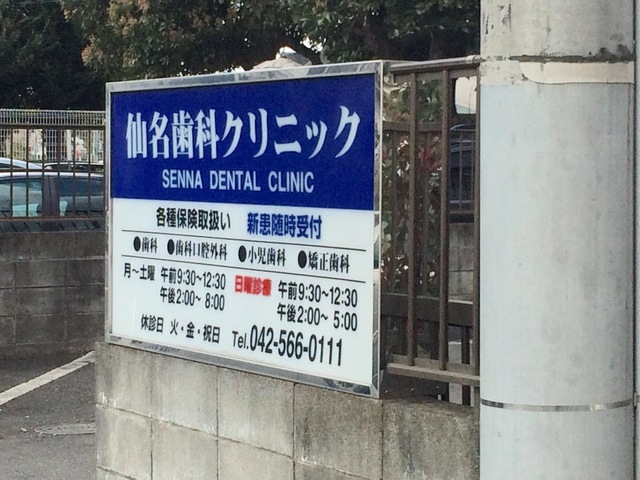 仙名歯科クリニック
SENNA DENTAL CLINIC
各種保険取扱い 新患随時受付
●歯科 ●歯科口腔外科 ●小児歯科 ●矯正歯科
月〜土曜 午前9:30~12:30 日曜診療 午前9:30~12:30
午後2:00~ 8:00 午後2:00~ 5:00
休診日 火・金・祝日 Tel.042-566-0111